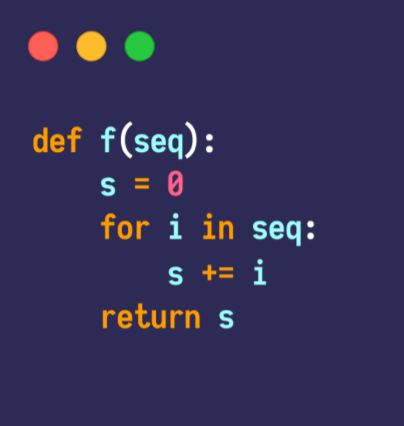 def f(seq):
    s = 0
    for i in seq:
        s += i
    return s